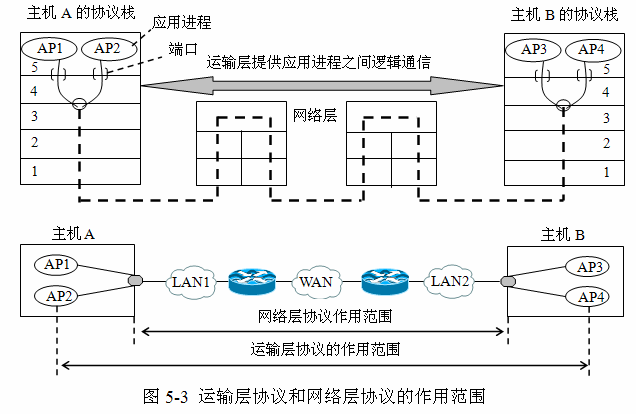 主机 A 的协议栈
主机 B 的协议栈
应用进程
AP1 AP2
端口
AP3 AP4
运输层提供应用进程之间逻辑通信
5
4
3
2
1
网络层
5
4
3
2
1
主机 A
主机 B
AP1
AP2
LAN1
WAN
LAN2
AP3
AP4
网络层协议作用范围
运输层协议的作用范围
图 5-3 运输层协议和网络层协议的作用范围